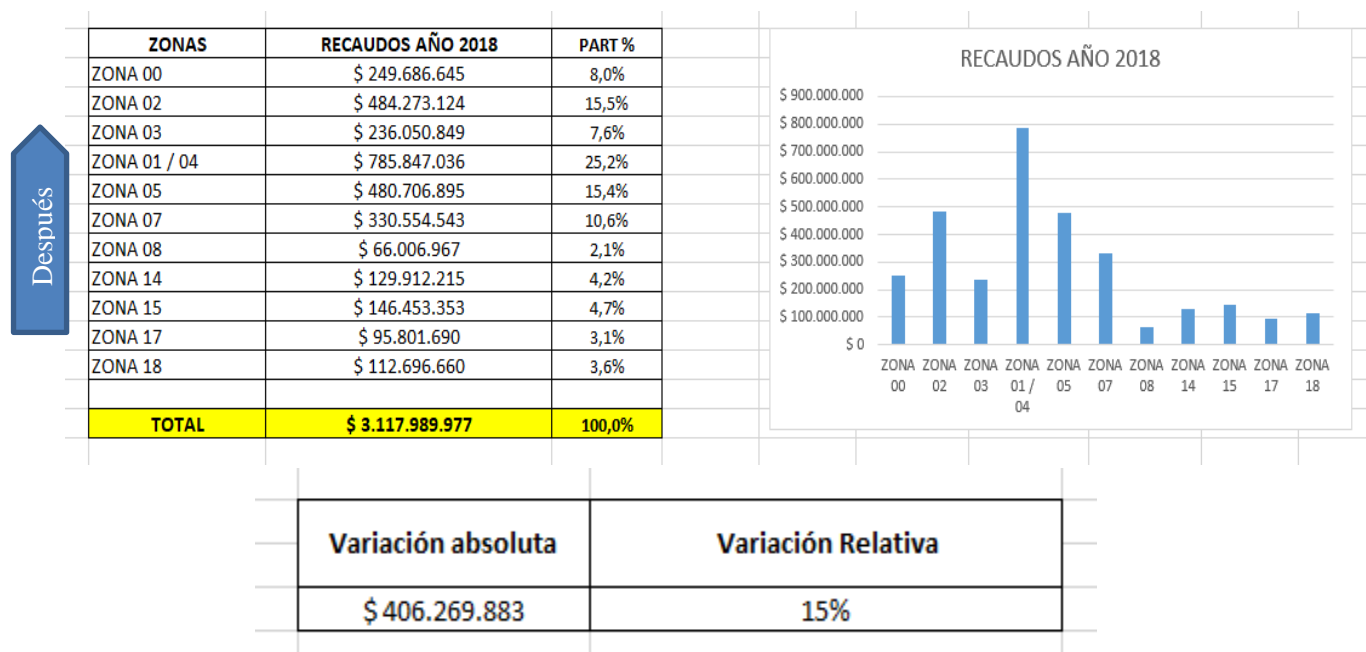 Después
ZONAS RECAUDOS AÑO 2018 PART %
ZONA 00 $ 249.686.645 8,0%
ZONA 02 $ 484.273.124 15,5%
ZONA 03 $ 236.050.849 7,6%
ZONA 01 / 04 $ 785.847.036 25,2%
ZONA 05 $ 480.706.895 15,4%
ZONA 07 $ 330.554.543 10,6%
ZONA 08 $ 66.006.967 2,1%
ZONA 14 $ 129.912.215 4,2%
ZONA 15 $ 146.453.353 4,7%
ZONA 17 $ 95.801.690 3,1%
ZONA 18 $ 112.696.660 3,6%
TOTAL $ 3.117.989.977 100,0%
RECAUDOS AÑO 2018
$ 900.000.000
$ 800.000.000
$ 700.000.000
$ 600.000.000
$ 500.000.000
$ 400.000.000
$ 300.000.000
$ 200.000.000
$ 100.000.000
$ 0
ZONA ZONA ZONA ZONA ZONA ZONA ZONA ZONA ZONA ZONA ZONA
00 02 03 01 / 05 07 08 14 15 17 18
04
Variación absoluta Variación Relativa
$ 406.269.883 15%